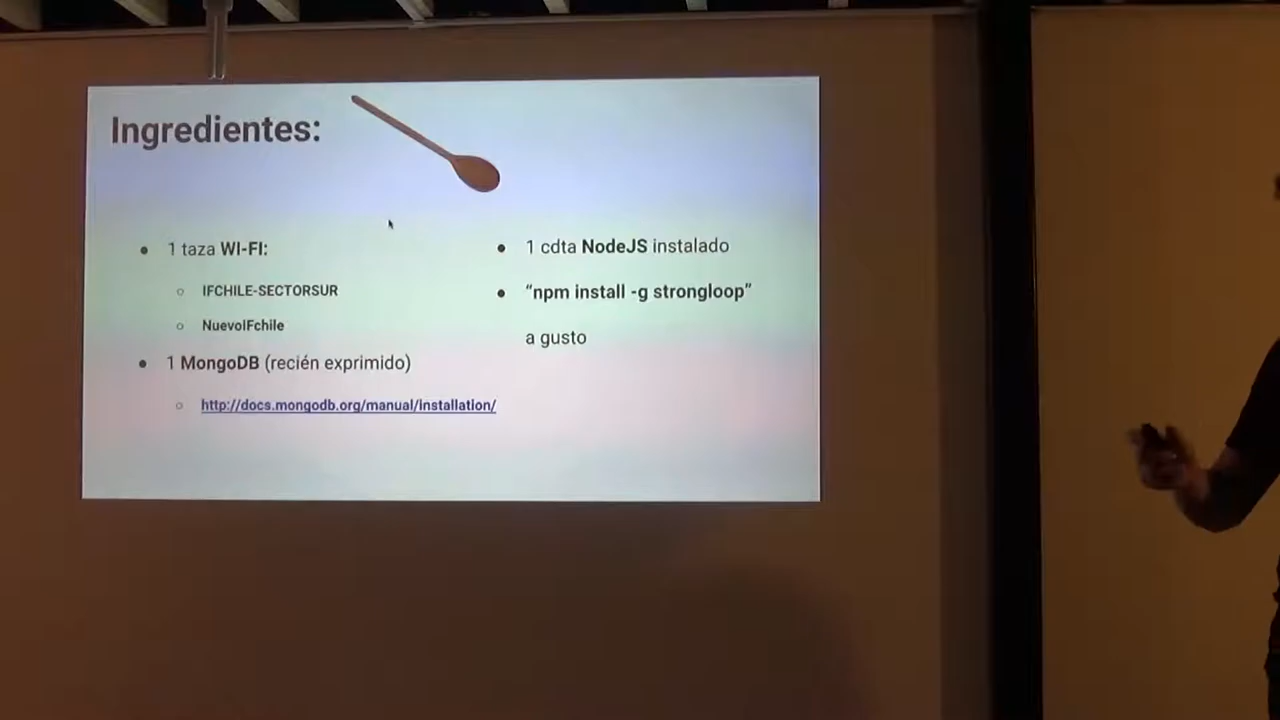 Ingredientes:
1 taza WI-FI:
IFCHILE-SECTORSUR
NuevoIFchile
1 MongoDB (recién exprimido)
http://docs.mongodb.org/manual/installation/
1 cdta NodeJS instalado
“npm install -g strongloop”
a gusto